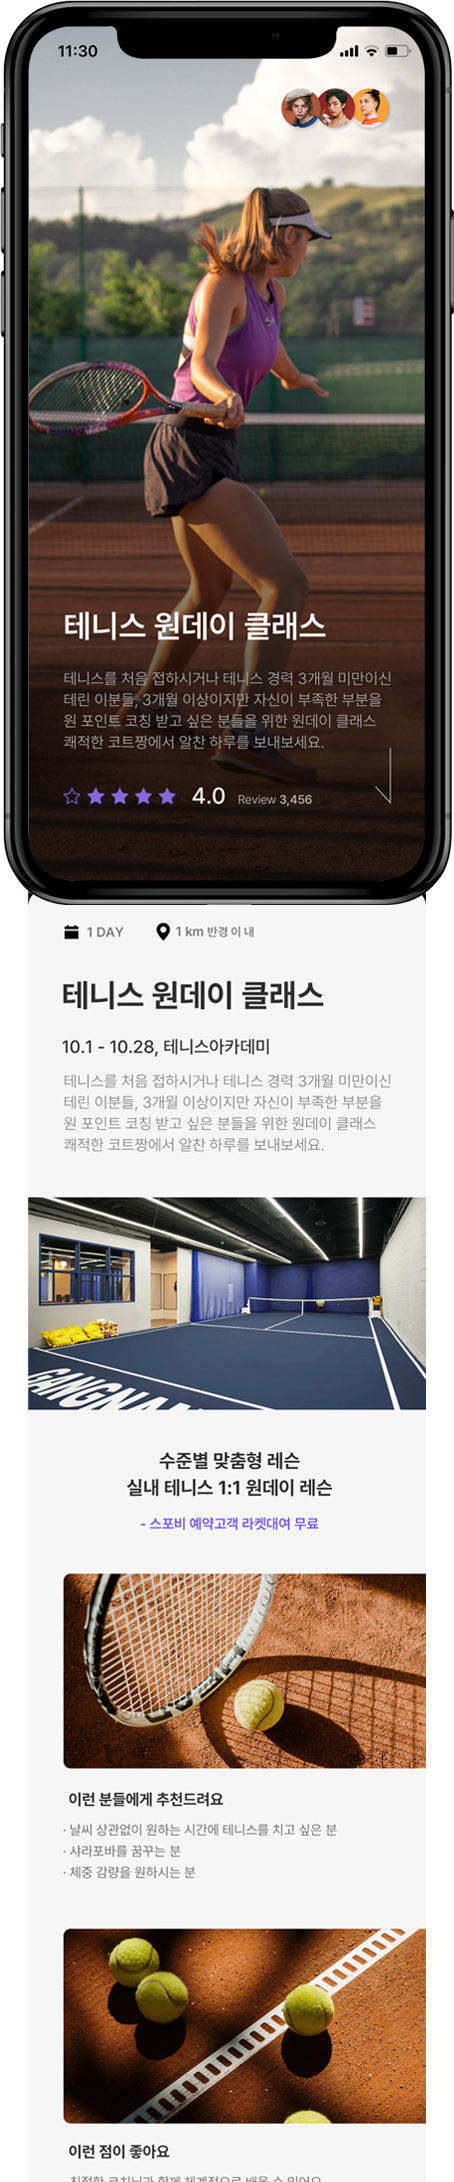 11:30
테니스 원데이 클래스
테니스를 처음 접하시거나 테니스 경력 3개월 미만이신
테린 이분들, 3개월 이상이지만 자신이 부족한 부분을
원 포인트 코칭 받고 싶은 분들을 위한 원데이 클래스
쾌적한 코트짱에서 알찬 하루를 보내보세요.
4.0 Review 3,456
1 DAY 1 km 반경 이 내
테니스 원데이 클래스
10.1 - 10.28, 테니스아카데미
테니스를 처음 접하시거나 테니스 경력 3개월 미만이신
테린 이분들, 3개월 이상이지만 자신이 부족한 부분을
원 포인트 코칭 받고 싶은 분들을 위한 원데이 클래스
쾌적한 코트짱에서 알찬 하루를 보내보세요.
수준별 맞춤형 레슨
실내 테니스 1:1 원데이 레슨
- 스포비 예약고객 라켓대여 무료
이런 분들에게 추천드려요
· 날씨 상관없이 원하는 시간에 테니스를 치고 싶은 분
· 샤라포바를 꿈꾸는 분
· 체중 감량을 원하시는 분
이런 점이 좋아요